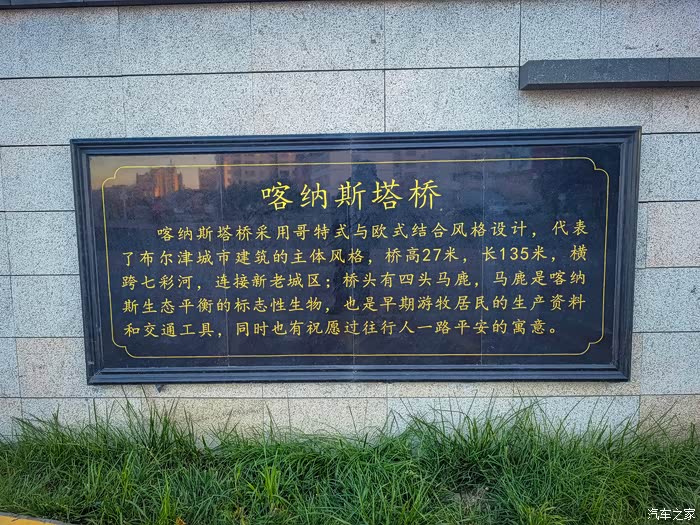 喀纳斯塔桥
喀纳斯塔桥采用哥特式与欧式结合风格设计，代表
了布尔津城市建筑的主体风格，桥高27米，长135米，横
跨七彩河，连接新老城区；桥头有四头马鹿，马鹿是喀纳
斯生态平衡的标志性生物，也是早期游牧居民的生产资料
和交通工具，同时也有祝愿过往行人一路平安的寓意。
汽车之家